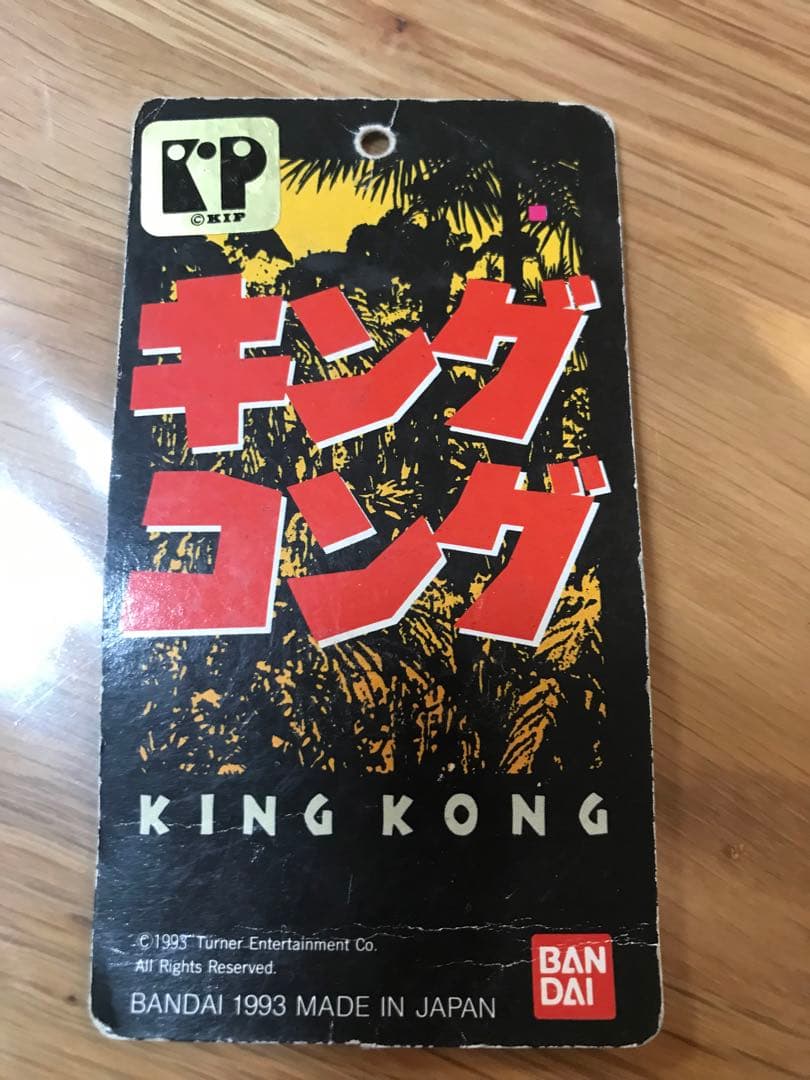 KIP
©KIP
キング
コング
KING KONG
©1993 Turner Entertainment Co.
All Rights Reserved.
BANDAI 1993 MADE IN JAPAN
BAN
DAI